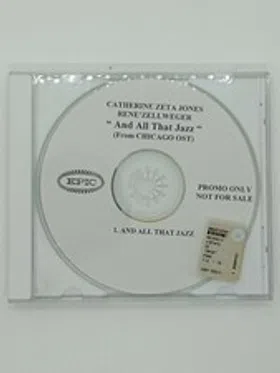 CATHERINE ZETA JONES
RENE'ZELLWEGER
" And All That Jazz "
(From CHICAGO OST)
EPIC
PROMO ONLY
NOT FOR SALE
1. AND ALL THAT JAZZ